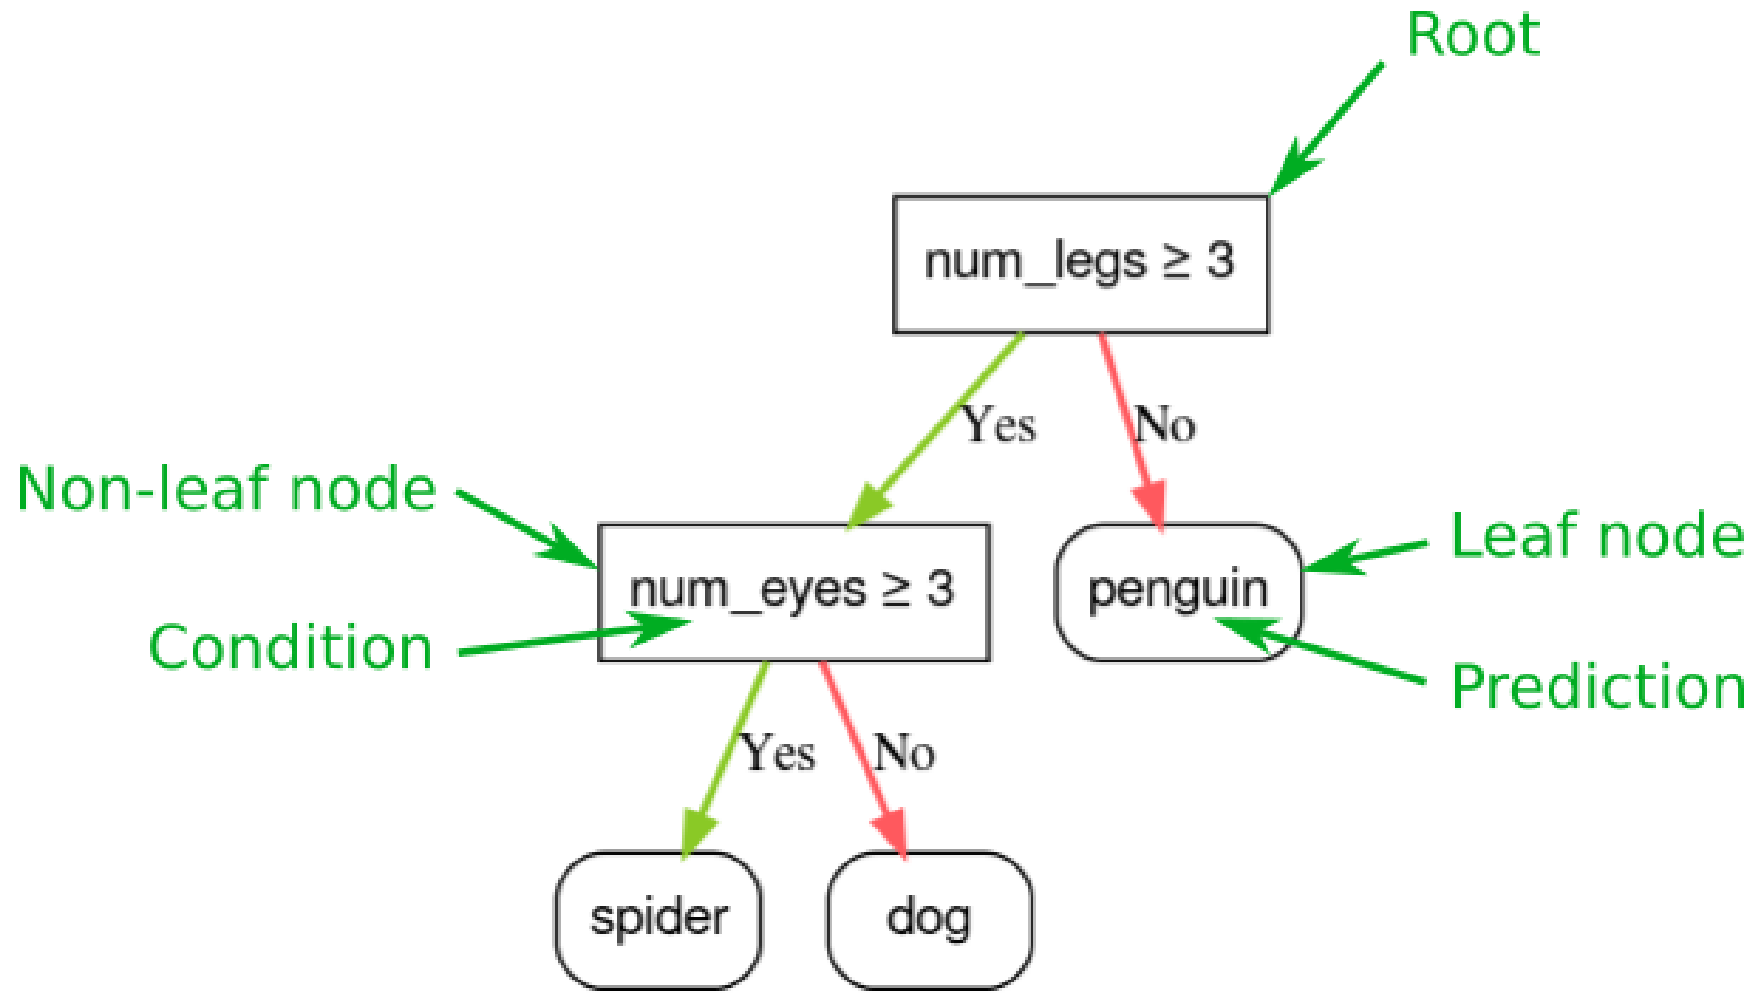 Root
num_legs ≥ 3
Yes
No
Non-leaf node
Leaf node
num_eyes ≥ 3
penguin
Condition
Prediction
Yes
No
spider
dog